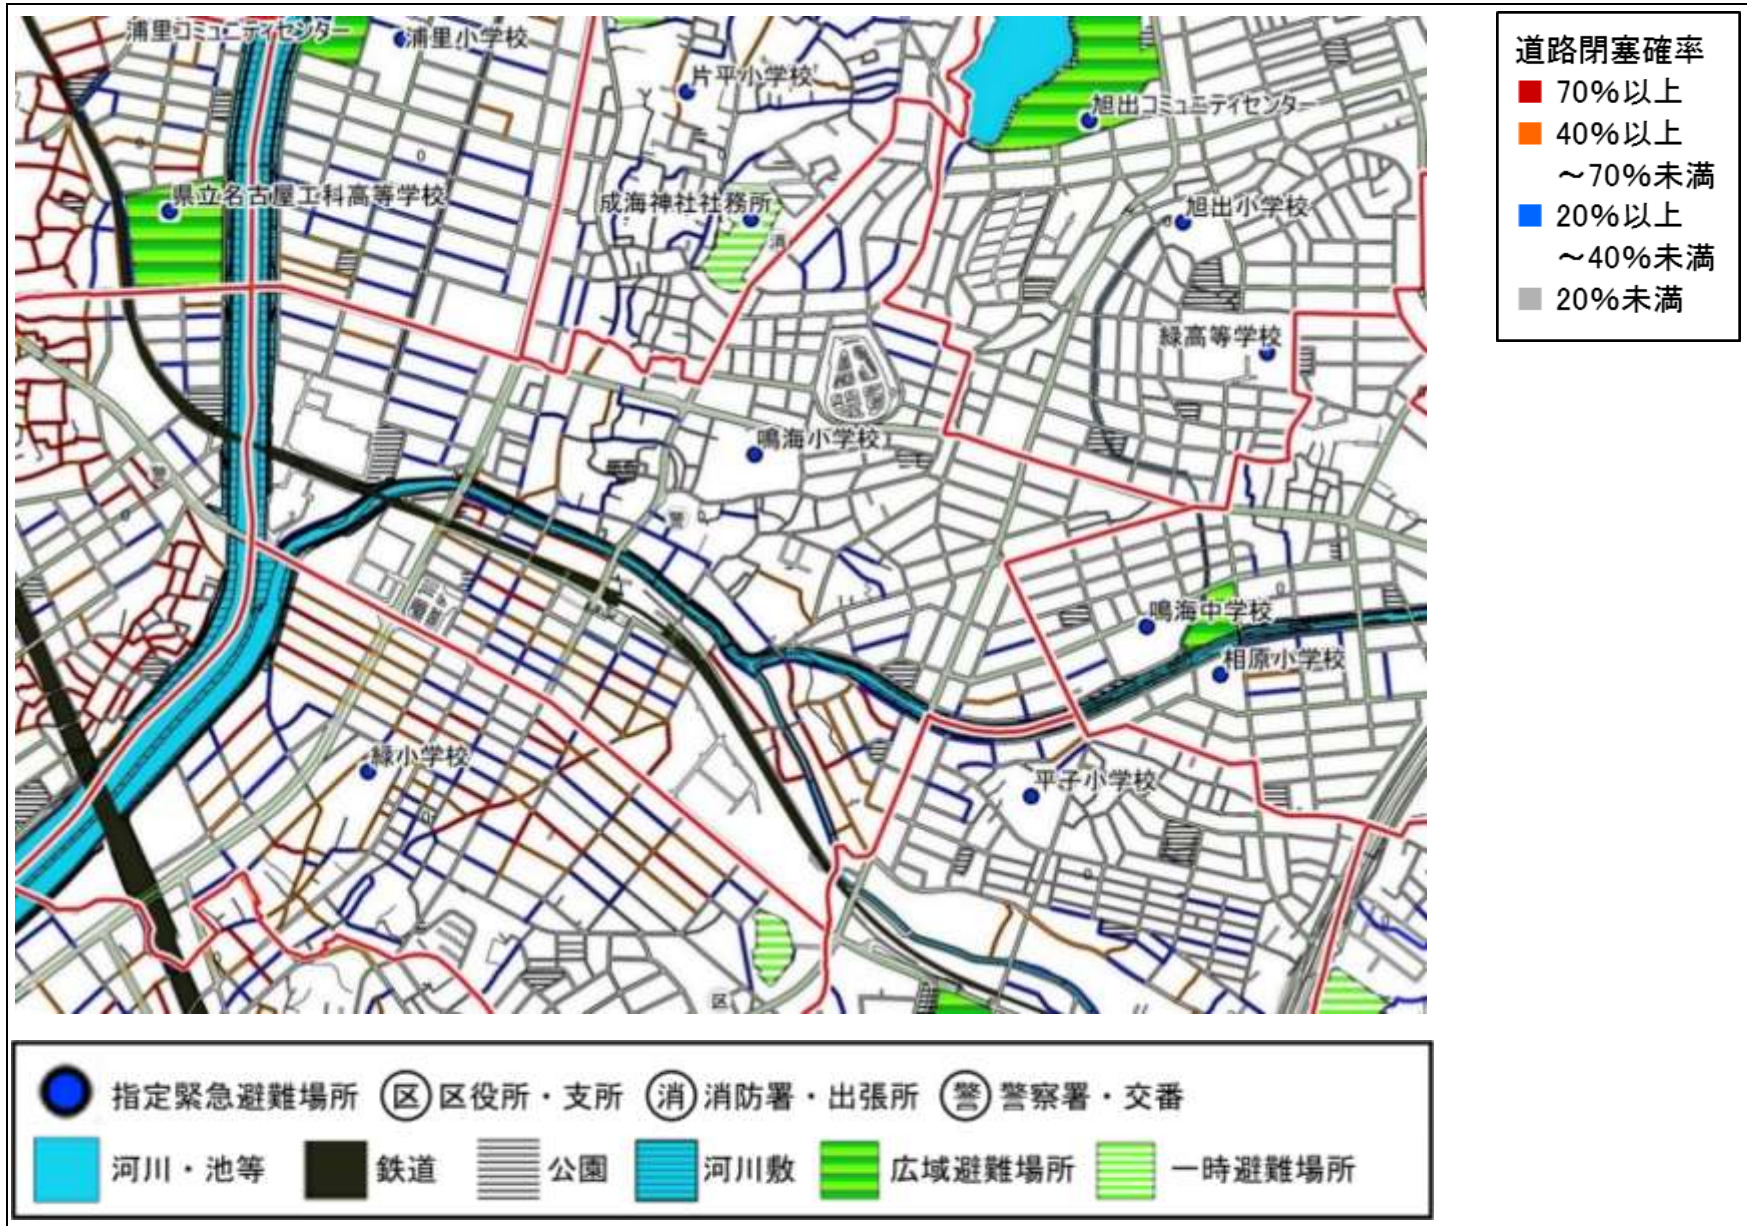 浦里コミュニティセンター
浦里小学校
片平小学校
旭出コミュニティセンター
県立名古屋工科高等学校
成海神社社務所
消
旭出小学校
緑高等学校
鳴海小学校
警
警
鳴海中学校
相原小学校
緑小学校
平子小学校
区
道路閉塞確率
70％以上
40％以上
～70％未満
20％以上
～40％未満
20％未満
指定緊急避難場所 区 区役所・支所 消 消防署・出張所 警 警察署・交番
河川・池等 鉄道 公園 河川敷 広域避難場所 一時避難場所